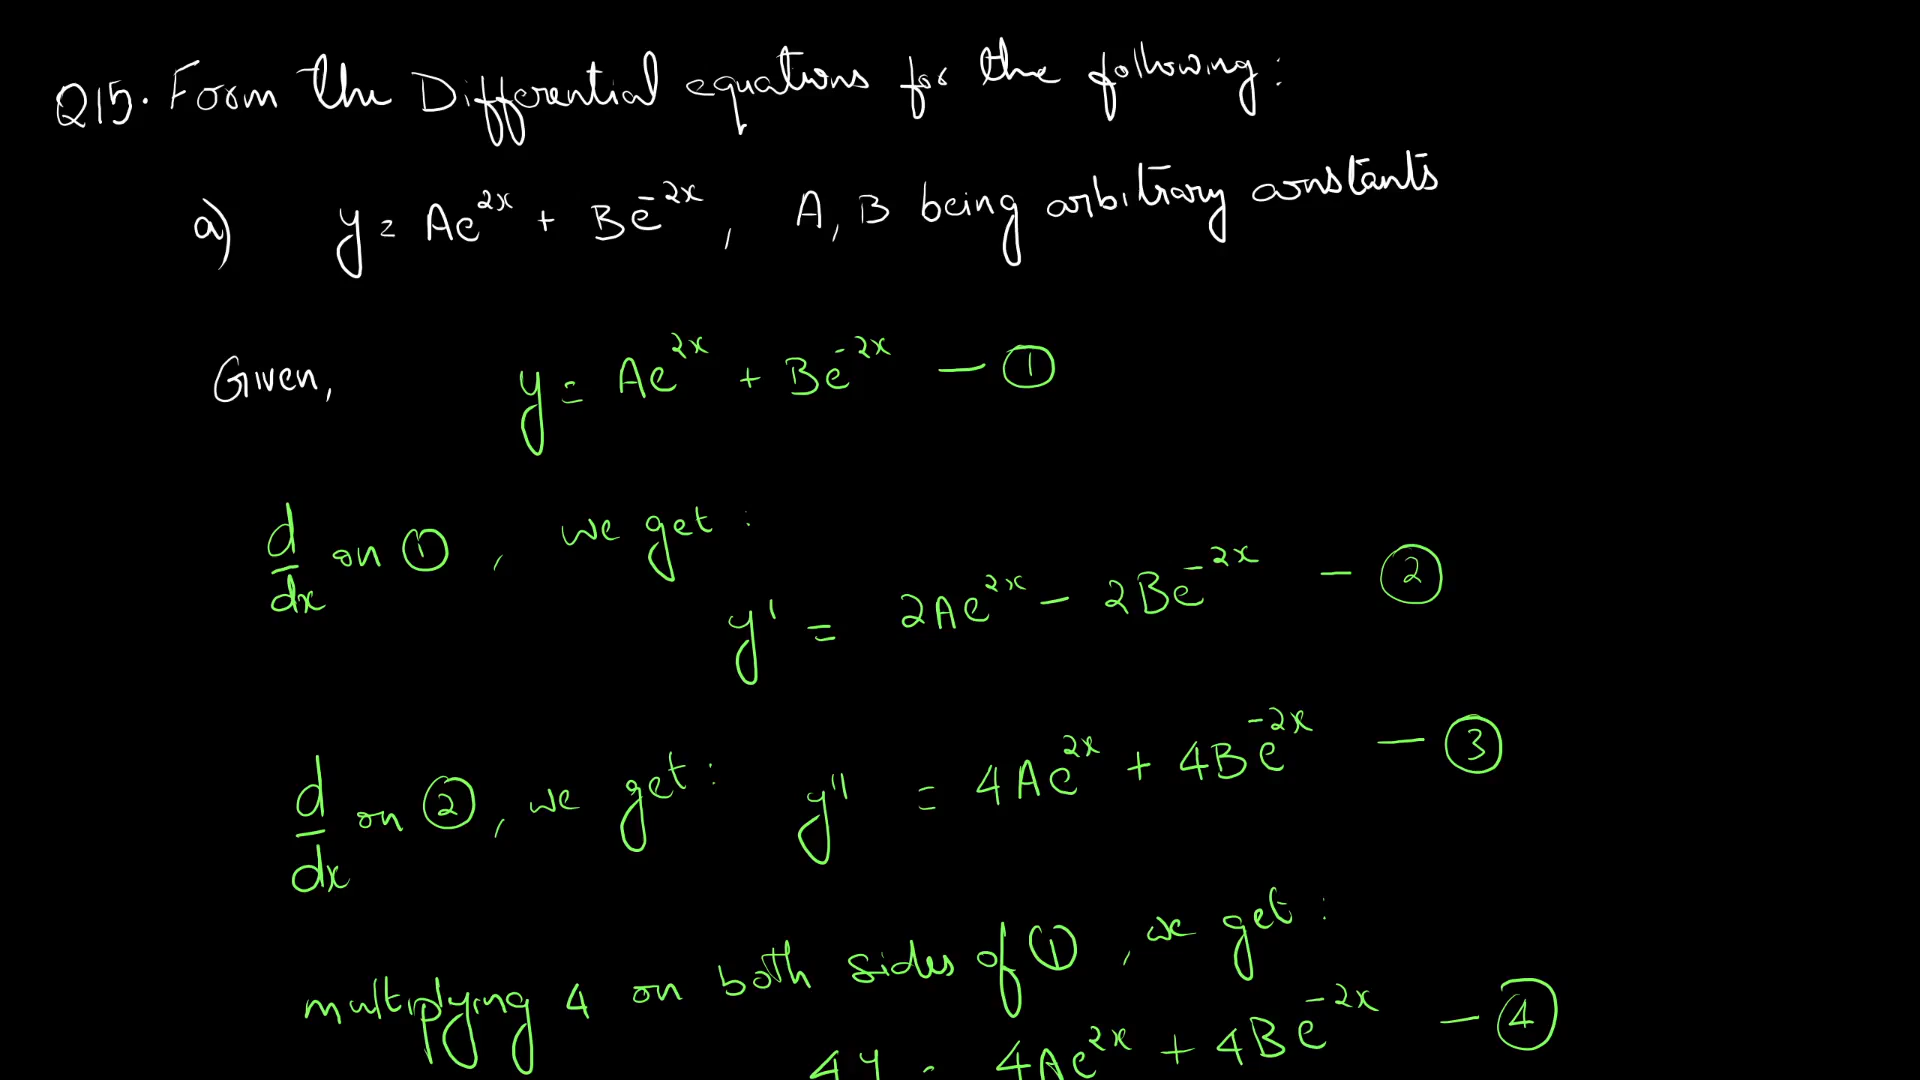 Q15. Form the Differential equations for the following:
a) y = Ae^{2x} + Be^{-2x}, A, B being arbitrary constants
Given, y = Ae^{2x} + Be^{-2x} — ①
d/dx on ①, we get:
y' = 2Ae^{2x} - 2Be^{-2x} — ②
d/dx on ②, we get: y'' = 4Ae^{2x} + 4Be^{-2x} — ③
multiplying 4 on both sides of ①, we get:
4y = 4Ae^{2x} + 4Be^{-2x} — ④